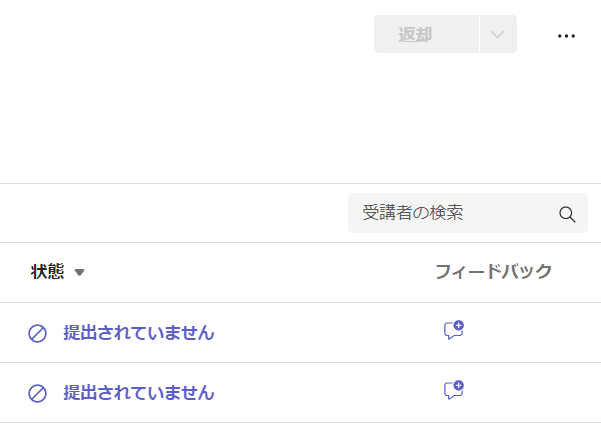 返却
受講者の検索
状態 フィードバック
提出されていません
提出されていません